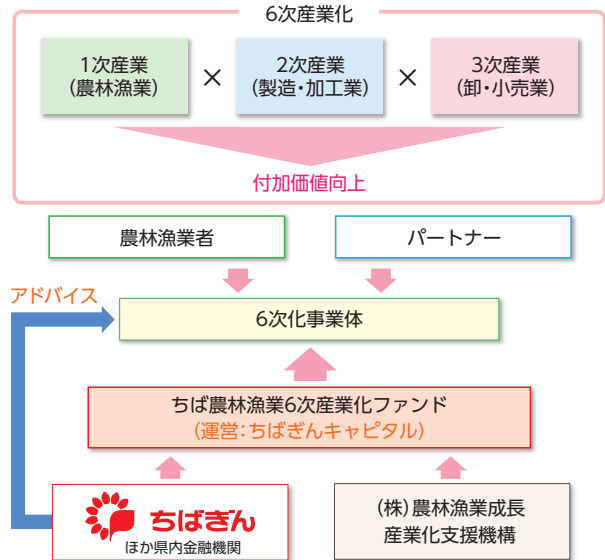 6次産業化
1次産業
(農林漁業)
×
2次産業
(製造・加工業)
×
3次産業
(卸・小売業)
付加価値向上
農林漁業者
パートナー
アドバイス
6次化事業体
ちば農林漁業6次産業化ファンド
(運営:ちばぎんキャピタル)
ちばぎん
ほか県内金融機関
(株)農林漁業成長
産業化支援機構